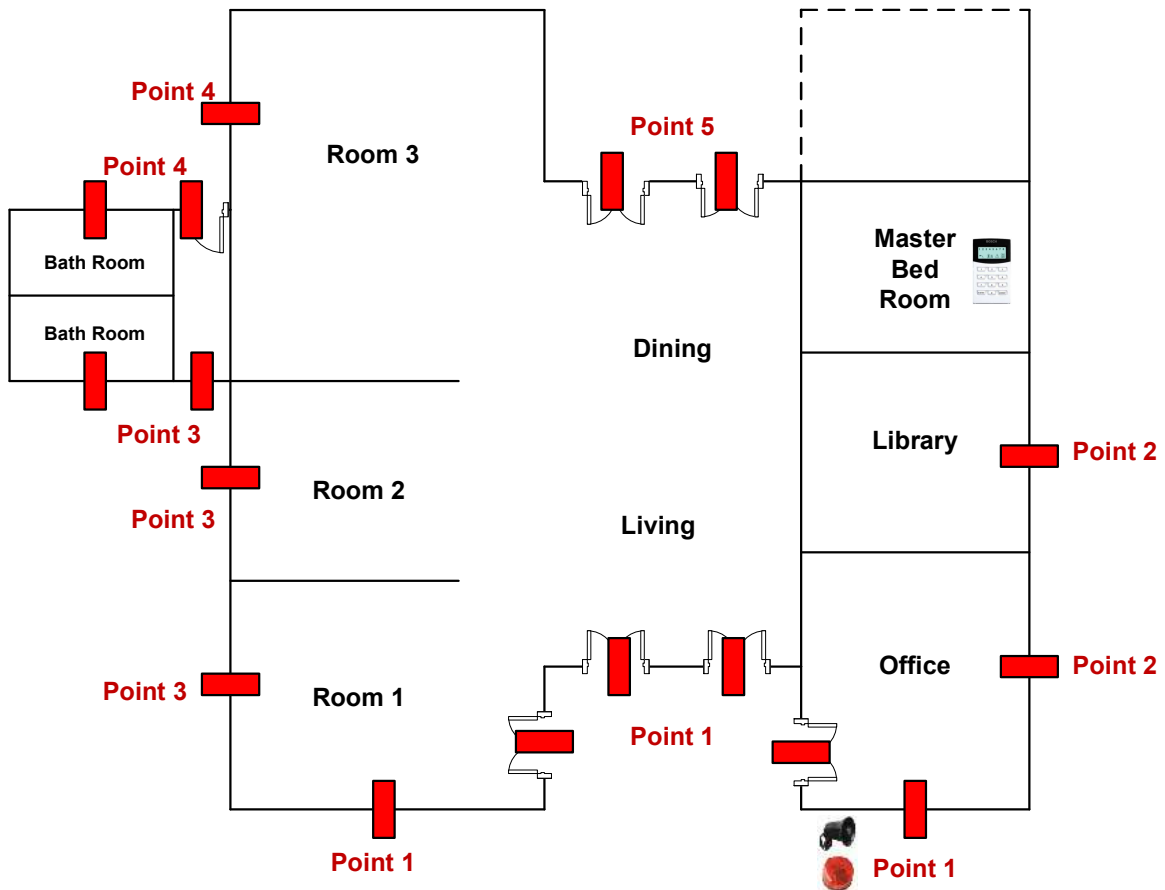 Point 4
Point 5
Room 3
Point 4
Master
Bed
Room
Bath Room
Bath Room
Dining
Point 3
Library
Point 2
Room 2
Point 3
Living
Office
Point 2
Point 3
Room 1
Point 1
Point 1
Point 1